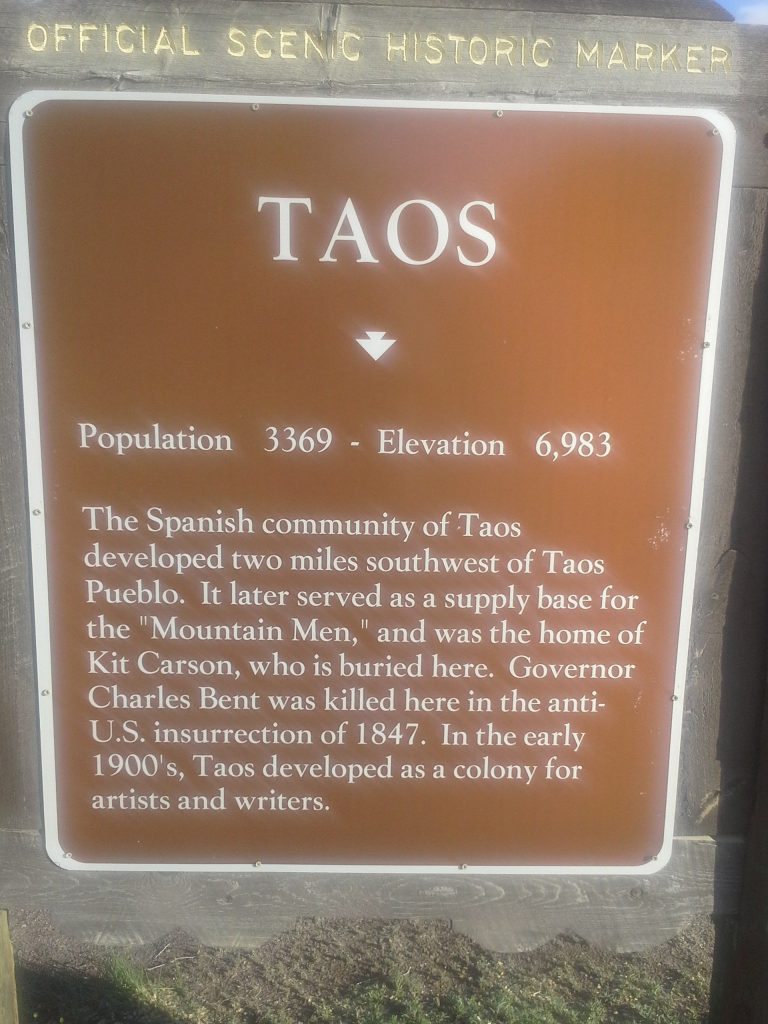 OFFICIAL SCENIC HISTORIC MARKER
TAOS
Population 3369 - Elevation 6,983
The Spanish community of Taos
developed two miles southwest of Taos
Pueblo. It later served as a supply base for
the "Mountain Men," and was the home of
Kit Carson, who is buried here. Governor
Charles Bent was killed here in the anti-
U.S. insurrection of 1847. In the early
1900's, Taos developed as a colony for
artists and writers.